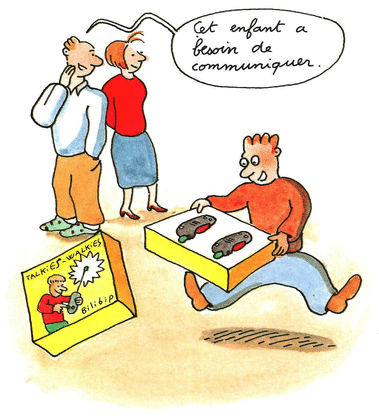 Cet enfant a
besoin de
communiquer.
TALKIES-WALKIES
Bilibip